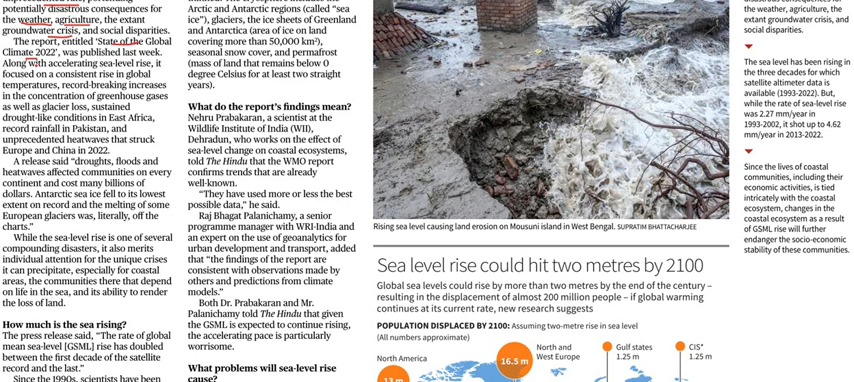 potentially disastrous consequences for
the weather, agriculture, the extant
groundwater crisis, and social disparities.
The report, entitled ‘State of the Global
Climate 2022’, was published last week.
Along with accelerating sea-level rise, it
focused on a consistent rise in global
temperatures, record-breaking increases
in the concentration of greenhouse gases
as well as glacier loss, sustained
drought-like conditions in East Africa,
record rainfall in Pakistan, and
unprecedented heatwaves that struck
Europe and China in 2022.
A release said “droughts, floods and
heatwaves affected communities on every
continent and cost many billions of
dollars. Antarctic sea ice fell to its lowest
extent on record and the melting of some
European glaciers was, literally, off the
charts.”
While the sea-level rise is one of several
compounding disasters, it also merits
individual attention for the unique crises
it can precipitate, especially for coastal
areas, the communities there that depend
on life in the sea, and its ability to render
the loss of land.
How much is the sea rising?
The press release said, “The rate of global
mean sea-level [GSML] rise has doubled
between the first decade of the satellite
record and the last.”
Since the 1990s, scientists have been
Arctic and Antarctic regions (called “sea
ice”), glaciers, the ice sheets of Greenland
and Antarctica (area of ice on land
covering more than 50,000 km²),
seasonal snow cover, and permafrost
(mass of land that remains below 0
degree Celsius for at least two straight
years).
What do the report’s findings mean?
Nehru Prabakaran, a scientist at the
Wildlife Institute of India (WII),
Dehradun, who works on the effect of
sea-level change on coastal ecosystems,
told The Hindu that the WMO report
confirms trends that are already
well-known.
“They have used more or less the best
possible data,” he said.
Raj Bhagat Palanichamy, a senior
programme manager with WRI-India and
an expert on the use of geoanalytics for
urban development and transport, added
that “the findings of the report are
consistent with observations made by
others and predictions from climate
models.”
Both Dr. Prabakaran and Mr.
Palanichamy told The Hindu that given
the GSML is expected to continue rising,
the accelerating pace is particularly
worrisome.
What problems will sea-level rise
cause?
Rising sea level causing land erosion on Mousuni island in West Bengal. SUPRATIM BHATTACHARJEE
Sea level rise could hit two metres by 2100
Global sea levels could rise by more than two metres by the end of the century –
resulting in the displacement of almost 200 million people – if global warming
continues at its current rate, new research suggests
POPULATION DISPLACED BY 2100: Assuming two-metre rise in sea level
(All numbers approximate)
North America
13 m
16.5 m
North and
West Europe
Gulf states
1.25 m
CIS*
1.25 m
the weather, agriculture, the
extant groundwater crisis, and
social disparities.
The sea level has been rising in
the three decades for which
satellite altimeter data is
available (1993-2022). But,
while the rate of sea-level rise
was 2.27 mm/year in
1993-2002, it shot up to 4.62
mm/year in 2013-2022.
Since the lives of coastal
communities, including their
economic activities, is tied
intricately with the coastal
ecosystem, changes in the
coastal ecosystem as a result
of GSML rise will further
endanger the socio-economic
stability of these communities.